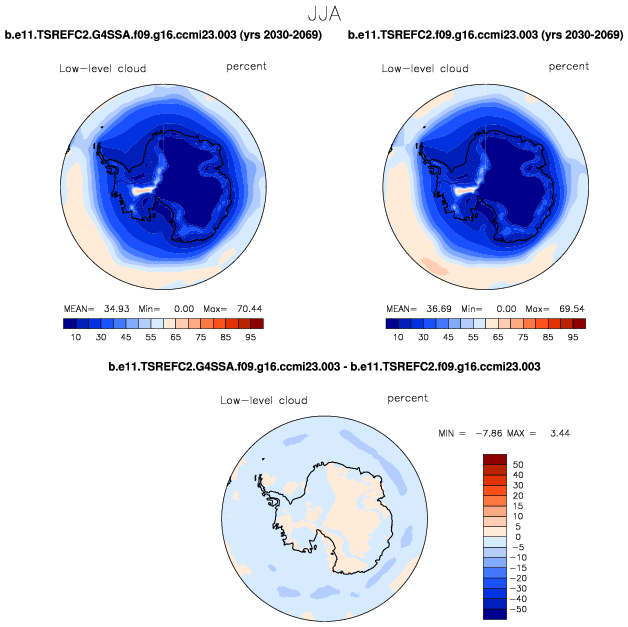 JJA
b.e11.TSREFC2.G4SSA.f09.g16.ccmi23.003 (yrs 2030-2069)
b.e11.TSREFC2.f09.g16.ccmi23.003 (yrs 2030-2069)
Low-level cloud percent
Low-level cloud percent
MEAN= 34.93 Min= 0.00 Max= 70.44
MEAN= 36.69 Min= 0.00 Max= 69.54
10 30 45 55 65 75 85 95
10 30 45 55 65 75 85 95
b.e11.TSREFC2.G4SSA.f09.g16.ccmi23.003 - b.e11.TSREFC2.f09.g16.ccmi23.003
Low-level cloud percent
MIN = -7.86 MAX = 3.44
50
40
30
20
15
10
5
0
-5
-10
-15
-20
-30
-40
-50